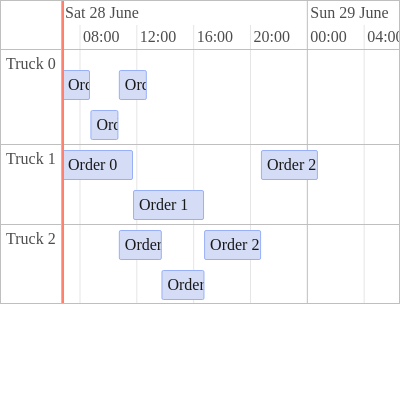 Sat 28 June Sun 29 June
08:00 12:00 16:00 20:00 00:00 04:00
Truck 0
Ord Ord
Ord
Truck 1
Order 0 Order 2
Order 1
Truck 2
Order Order 2
Order